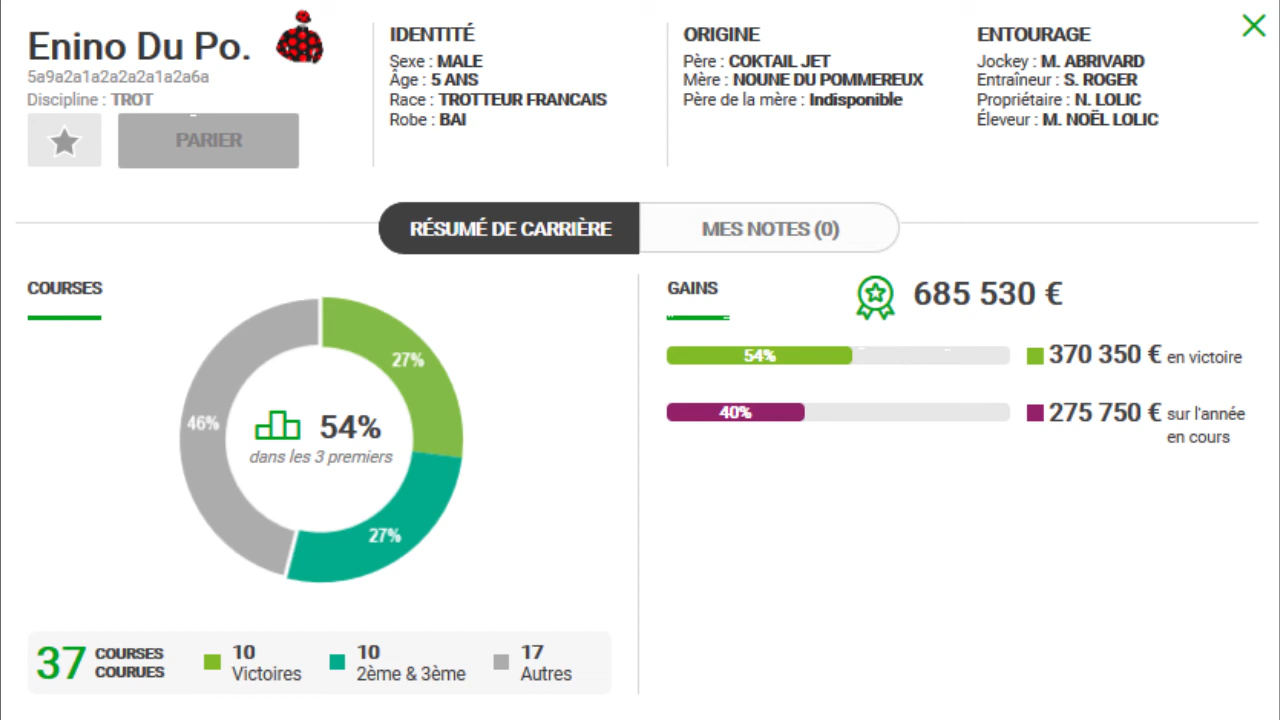 Enino Du Po.
5a9a2a1a2a2a2a1a2a6a
Discipline : TROT
PARIER
IDENTITÉ
Sexe : MALE
Âge : 5 ANS
Race : TROTTEUR FRANCAIS
Robe : BAI
ORIGINE
Père : COKTAIL JET
Mère : NOUNE DU POMMEREUX
Père de la mère : Indisponible
ENTOURAGE
Jockey : M. ABRIVARD
Entraîneur : S. ROGER
Propriétaire : N. LOLIC
Éleveur : M. NOËL LOLIC
RÉSUMÉ DE CARRIÈRE
MES NOTES (0)
COURSES
27%
46%
54%
dans les 3 premiers
27%
37 COURSES COURUES
10 Victoires
10 2ème & 3ème
17 Autres
GAINS
685 530 €
54%
370 350 € en victoire
40%
275 750 € sur l'année
en cours